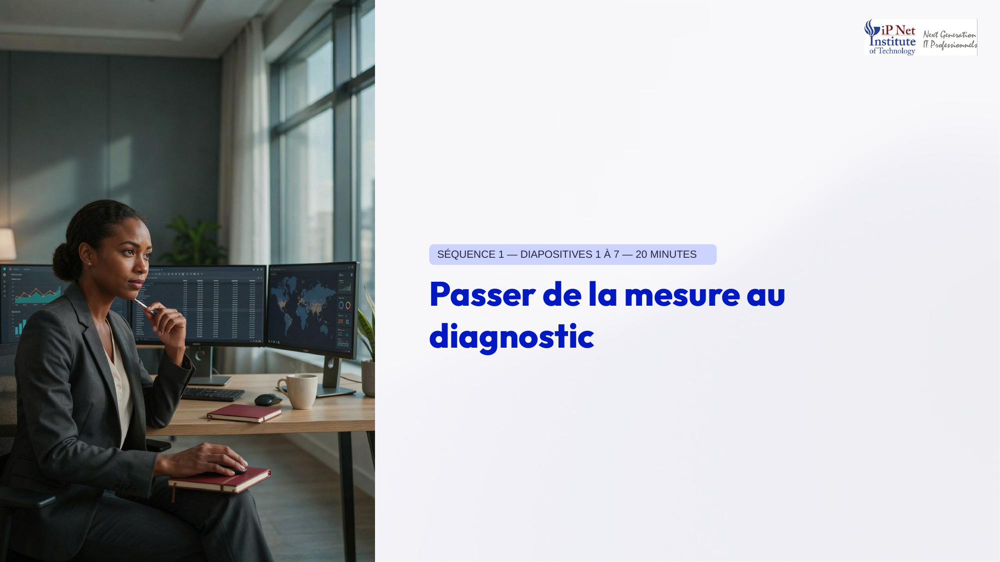 iP Net
Institute
of Technology
Next Generation
IT Professionnels
SÉQUENCE 1 — DIAPOSITIVES 1 À 7 — 20 MINUTES
Passer de la mesure au
diagnostic